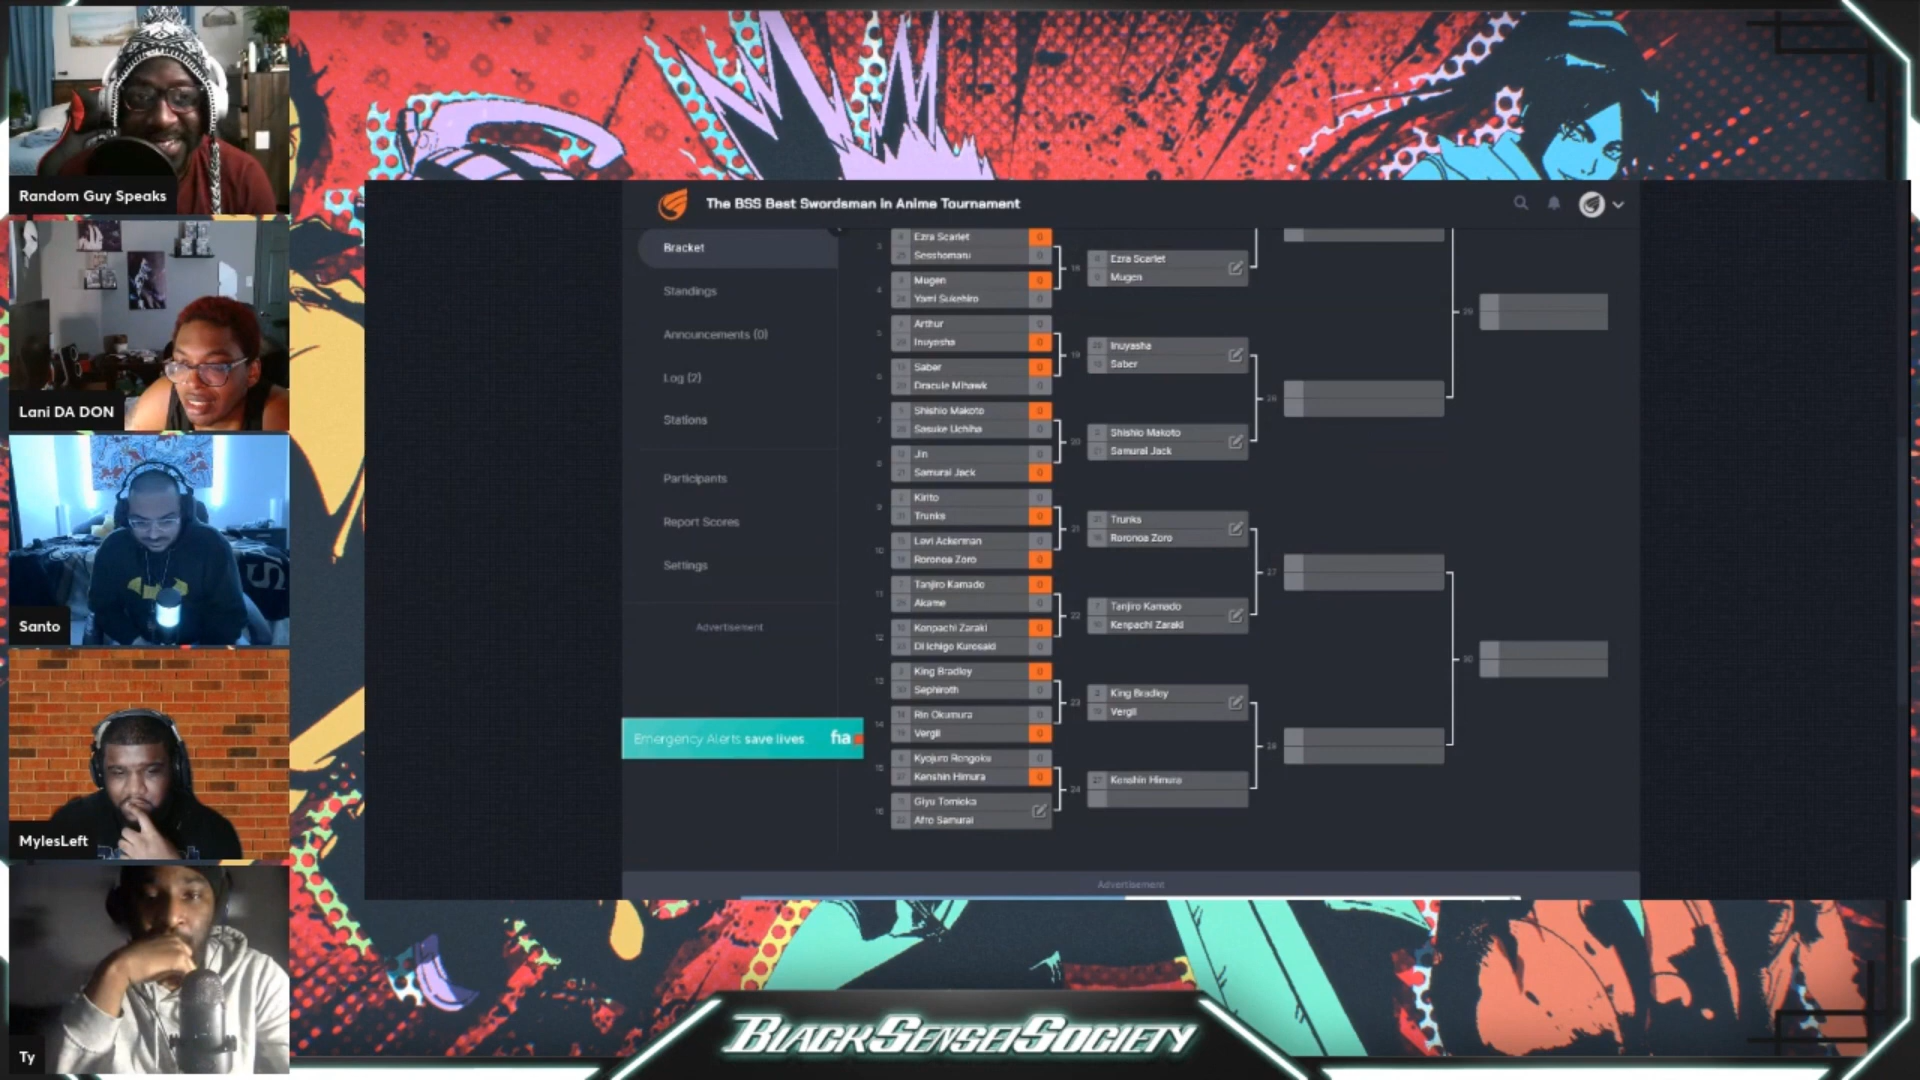 Random Guy Speaks
Lani DA DON
Santo
MylesLeft
Ty
The BSS Best Swordsman In Anime Tournament
Bracket
Standings
Announcements (0)
Log (2)
Stations
Participants
Report Scores
Settings
Advertisement
Emergency Alerts save lives.
fia
Ezra Scarlet
Sesshomaru
Mugen
Yami Sukehiro
Arthur
Inuyasha
Saber
Dracule Mihawk
Shishio Makoto
Sasuke Uchiha
Jin
Samurai Jack
Kirito
Trunks
Levi Ackerman
Roronoa Zoro
Tanjiro Kamado
Akame
Kenpachi Zaraki
DI Ichigo Kurosaki
King Bradley
Sephiroth
Rin Okumura
Vergil
Kyojuro Rengoku
Kenshin Himura
Giyu Tomioka
Afro Samurai
Ezra Scarlet
Mugen
Inuyasha
Saber
Shishio Makoto
Samurai Jack
Trunks
Roronoa Zoro
Tanjiro Kamado
Kenpachi Zaraki
King Bradley
Vergil
Kenshin Himura
Advertisement
BLACKSENSEISOCIETY